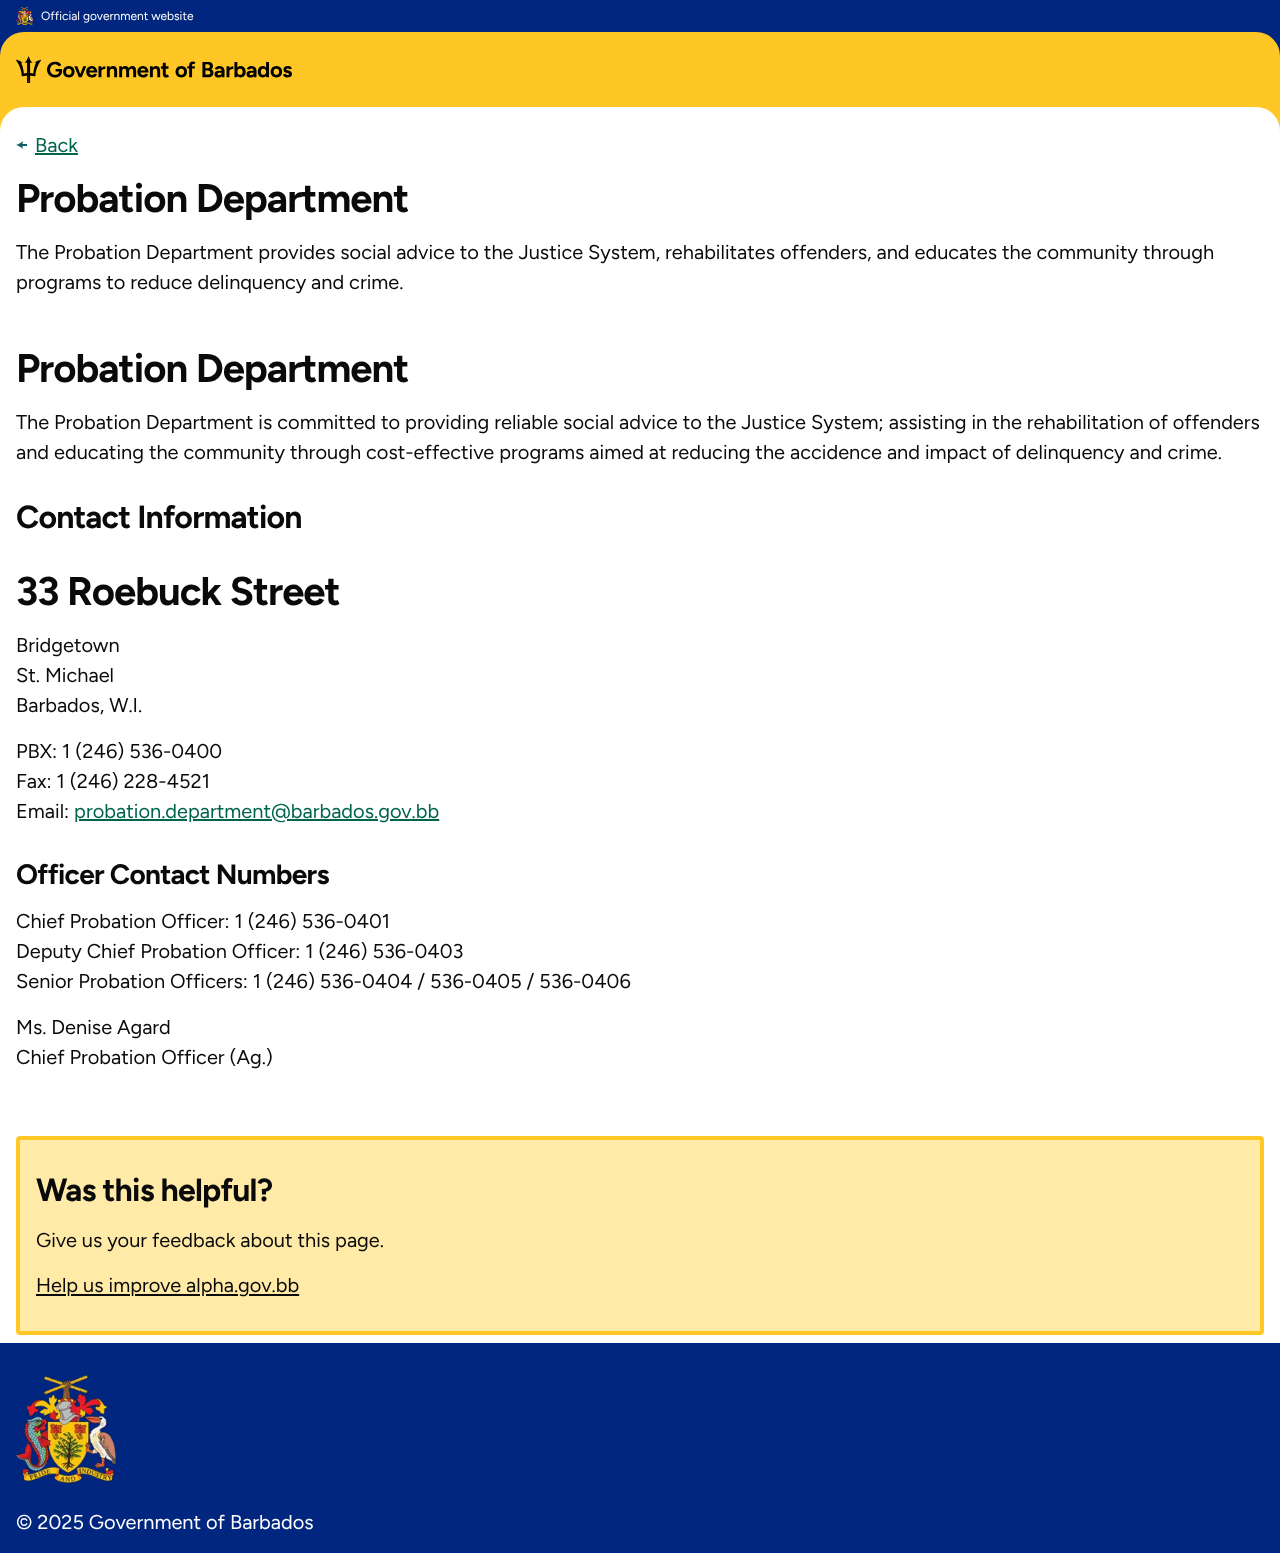 Official government website
Government of Barbados
Back
Probation Department
The Probation Department provides social advice to the Justice System, rehabilitates offenders, and educates the community through
programs to reduce delinquency and crime.
Probation Department
The Probation Department is committed to providing reliable social advice to the Justice System; assisting in the rehabilitation of offenders
and educating the community through cost-effective programs aimed at reducing the accidence and impact of delinquency and crime.
Contact Information
33 Roebuck Street
Bridgetown
St. Michael
Barbados, W.I.
PBX: 1 (246) 536-0400
Fax: 1 (246) 228-4521
Email: probation.department@barbados.gov.bb
Officer Contact Numbers
Chief Probation Officer: 1 (246) 536-0401
Deputy Chief Probation Officer: 1 (246) 536-0403
Senior Probation Officers: 1 (246) 536-0404 / 536-0405 / 536-0406
Ms. Denise Agard
Chief Probation Officer (Ag.)
Was this helpful?
Give us your feedback about this page.
Help us improve alpha.gov.bb
PRIDE AND INDUSTRY
© 2025 Government of Barbados